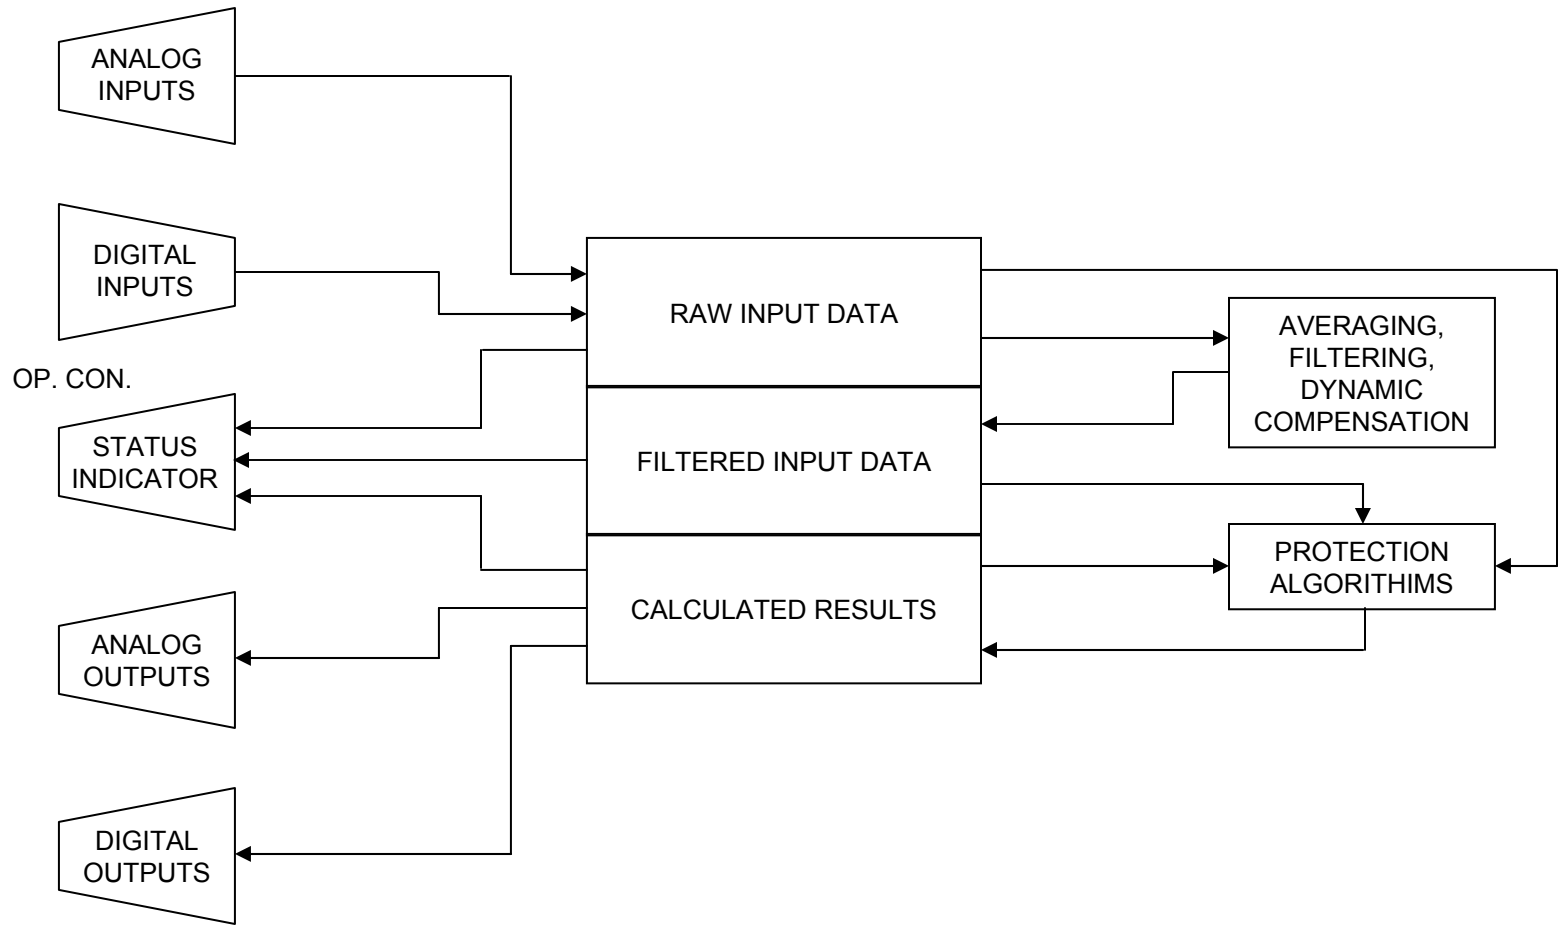 ANALOG
INPUTS
DIGITAL
INPUTS
OP. CON.
STATUS
INDICATOR
ANALOG
OUTPUTS
DIGITAL
OUTPUTS
RAW INPUT DATA
FILTERED INPUT DATA
CALCULATED RESULTS
AVERAGING,
FILTERING,
DYNAMIC
COMPENSATION
PROTECTION
ALGORITHIMS